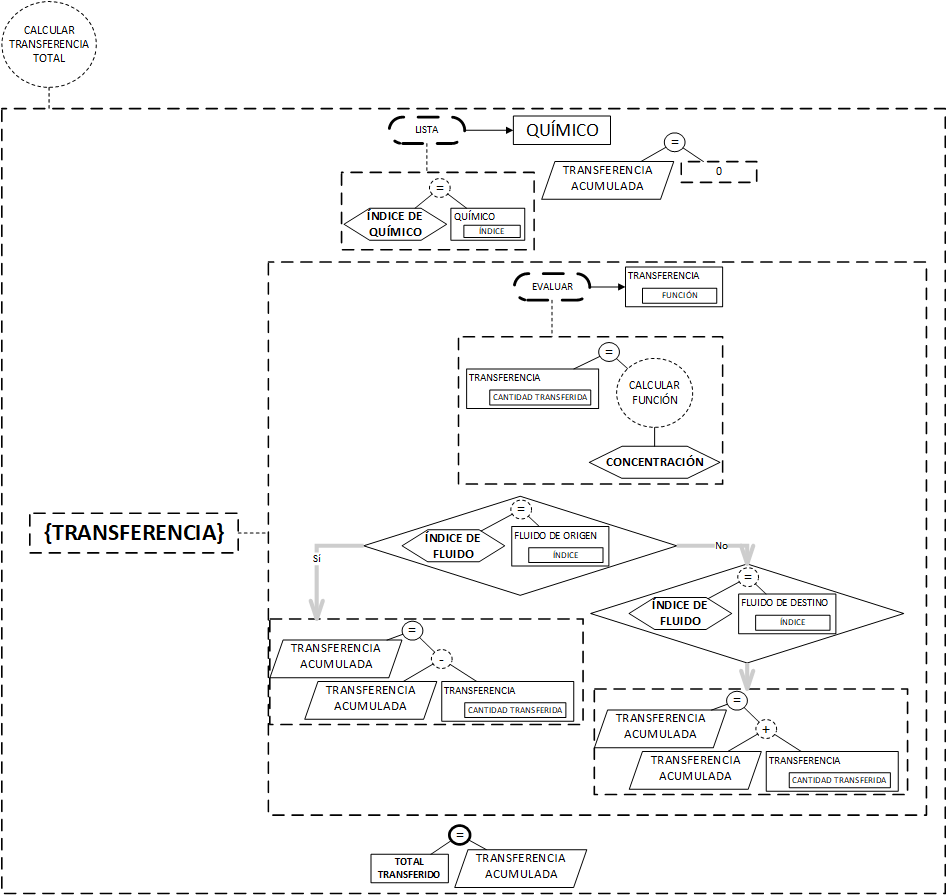 CALCULAR
TRANSFERENCIA
TOTAL
LISTA
QUÍMICO
=
TRANSFERENCIA
ACUMULADA
0
=
ÍNDICE DE
QUÍMICO
QUÍMICO
ÍNDICE
EVALUAR
TRANSFERENCIA
FUNCIÓN
=
TRANSFERENCIA
CANTIDAD TRANSFERIDA
CALCULAR
FUNCIÓN
CONCENTRACIÓN
{TRANSFERENCIA}
=
ÍNDICE DE
FLUIDO
FLUIDO DE ORIGEN
ÍNDICE
Sí
No
=
ÍNDICE DE
FLUIDO
FLUIDO DE DESTINO
ÍNDICE
=
TRANSFERENCIA
ACUMULADA
-
TRANSFERENCIA
ACUMULADA
TRANSFERENCIA
CANTIDAD TRANSFERIDA
=
TRANSFERENCIA
ACUMULADA
+
TRANSFERENCIA
ACUMULADA
TRANSFERENCIA
CANTIDAD TRANSFERIDA
=
TOTAL
TRANSFERIDO
TRANSFERENCIA
ACUMULADA